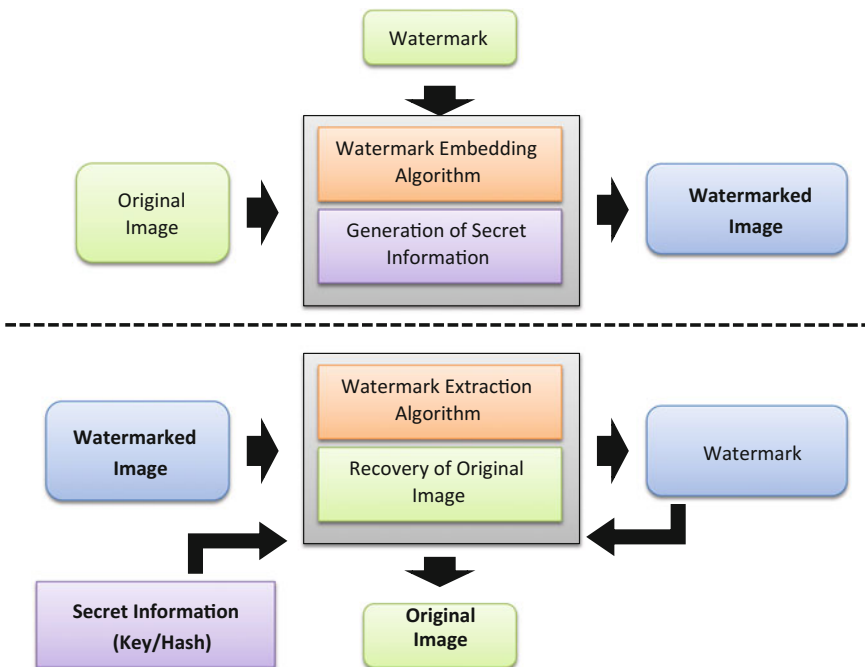 Watermark
Watermark Embedding
Algorithm
Original
Image
Generation of Secret
Information
Watermarked
Image
Watermark Extraction
Algorithm
Watermarked
Image
Recovery of Original
Image
Watermark
Secret Information
(Key/Hash)
Original
Image